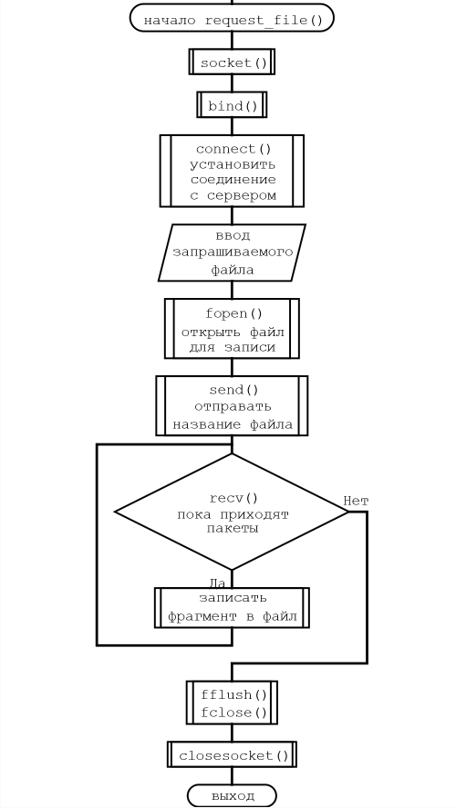 начало request_file()
socket()
bind()
connect()
установить
соединение
с сервером
ввод
запрашиваемого
файла
fopen()
открыть файл
для записи
send()
отправать
название файла
recv()
пока приходят
пакеты
Нет
Да
записать
фрагмент в файл
fflush()
fclose()
closesocket()
выход